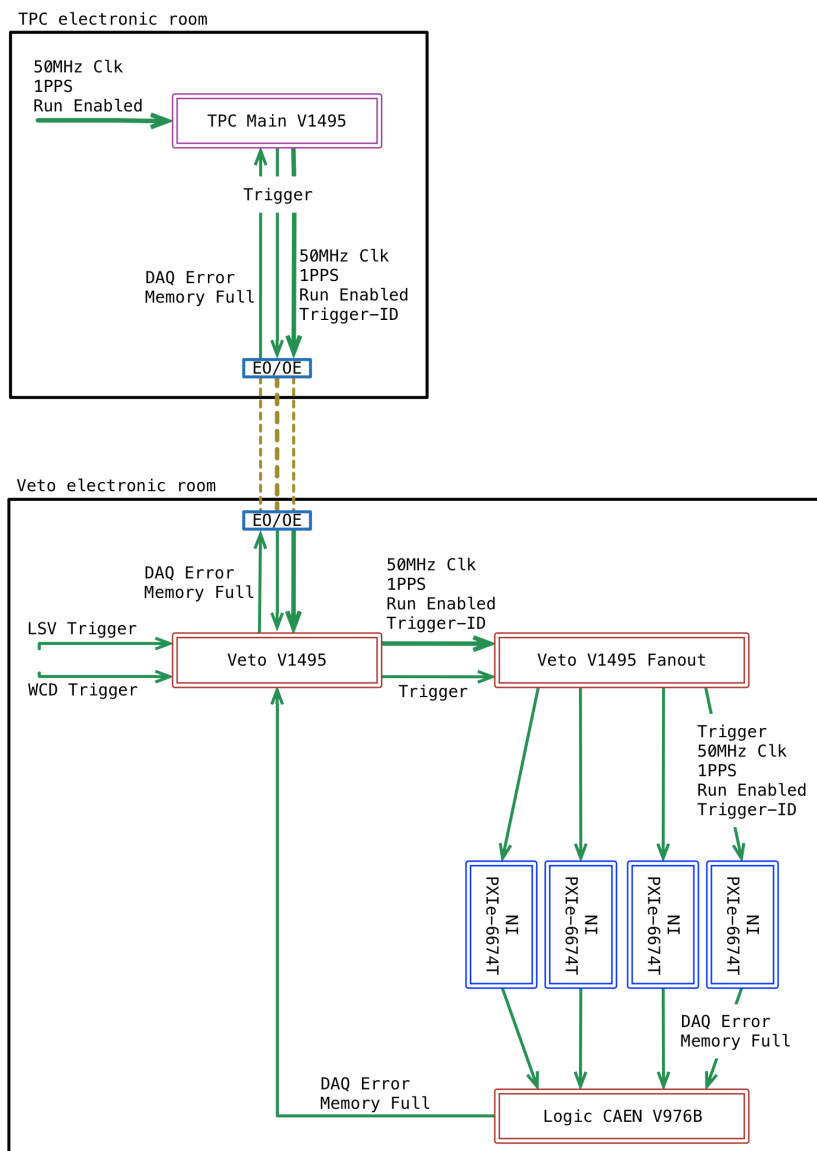 TPC electronic room
50MHz Clk
1PPS
Run Enabled
TPC Main V1495
Trigger
DAQ Error
Memory Full
50MHz Clk
1PPS
Run Enabled
Trigger−ID
EO/OE
Veto electronic room
EO/OE
DAQ Error
Memory Full
50MHz Clk
1PPS
Run Enabled
Trigger−ID
LSV Trigger
WCD Trigger
Veto V1495
Trigger
Veto V1495 Fanout
Trigger
50MHz Clk
1PPS
Run Enabled
Trigger−ID
NI
PXIe−6674T
NI
PXIe−6674T
NI
PXIe−6674T
NI
PXIe−6674T
DAQ Error
Memory Full
DAQ Error
Memory Full
Logic CAEN V976B